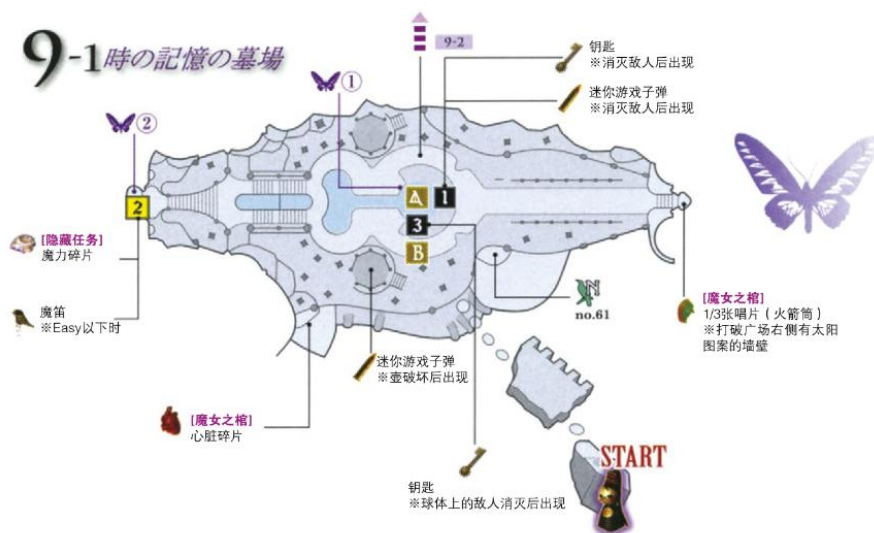 9-1 時の記憶の墓場
9-2
钥匙
※消灭敌人后出现
迷你游戏子弹
※消灭敌人后出现
①
②
A
1
2
3
B
[隐藏任务]
魔力碎片
魔笛
※Easy以下时
N
no.61
[魔女之棺]
1/3张唱片（火箭筒）
※打破广场右侧有太阳
图案的墙壁
迷你游戏子弹
※壶破坏后出现
[魔女之棺]
心脏碎片
START
钥匙
※球体上的敌人消灭后出现